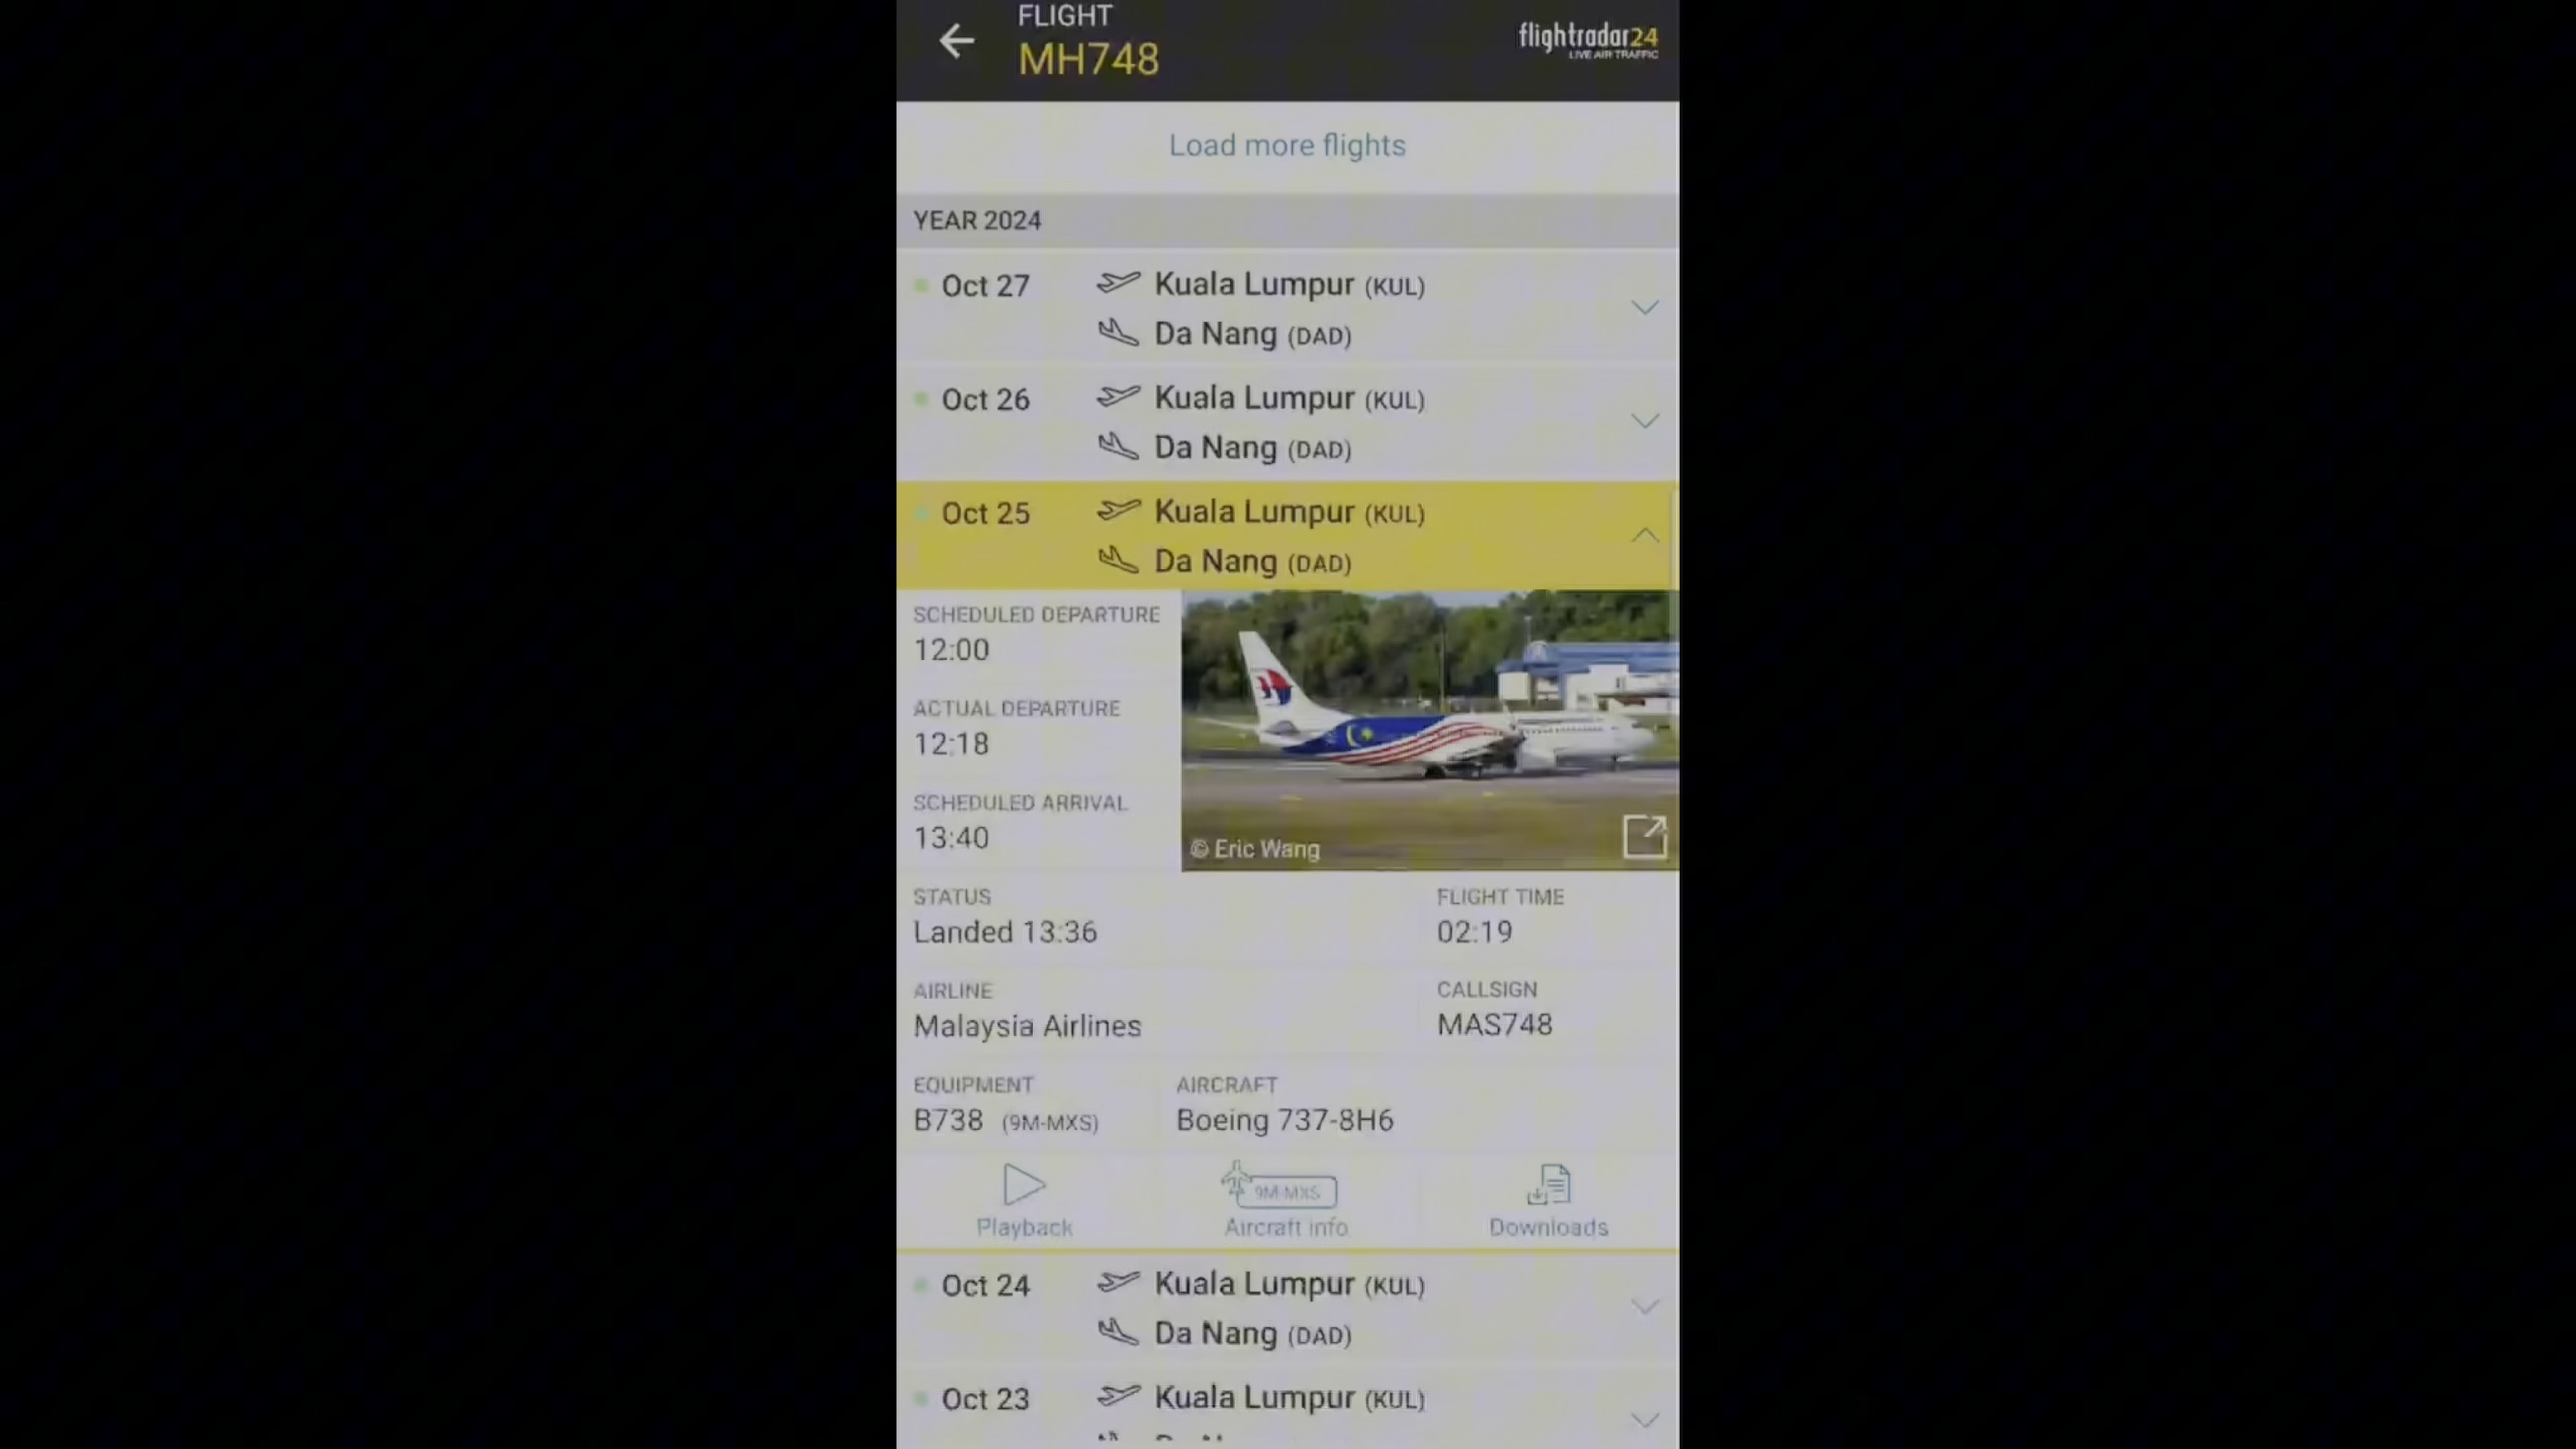 FLIGHT
MH748
flightradar24
LIVE AIR TRAFFIC
Load more flights
YEAR 2024
Oct 27 Kuala Lumpur (KUL)
Da Nang (DAD)
Oct 26 Kuala Lumpur (KUL)
Da Nang (DAD)
Oct 25 Kuala Lumpur (KUL)
Da Nang (DAD)
SCHEDULED DEPARTURE
12:00
ACTUAL DEPARTURE
12:18
SCHEDULED ARRIVAL
13:40
© Eric Wang
STATUS FLIGHT TIME
Landed 13:36 02:19
AIRLINE CALLSIGN
Malaysia Airlines MAS748
EQUIPMENT AIRCRAFT
B738 (9M-MXS) Boeing 737-8H6
9M-MXS
Playback Aircraft info Downloads
Oct 24 Kuala Lumpur (KUL)
Da Nang (DAD)
Oct 23 Kuala Lumpur (KUL)